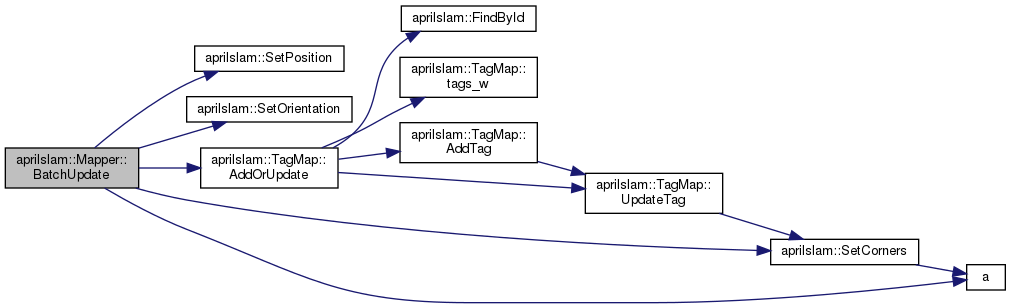 aprilslam::FindById
aprilslam::SetPosition
aprilslam::TagMap::
tags_w
aprilslam::SetOrientation
aprilslam::Mapper::
BatchUpdate
aprilslam::TagMap::
AddOrUpdate
aprilslam::TagMap::
AddTag
aprilslam::TagMap::
UpdateTag
aprilslam::SetCorners
a